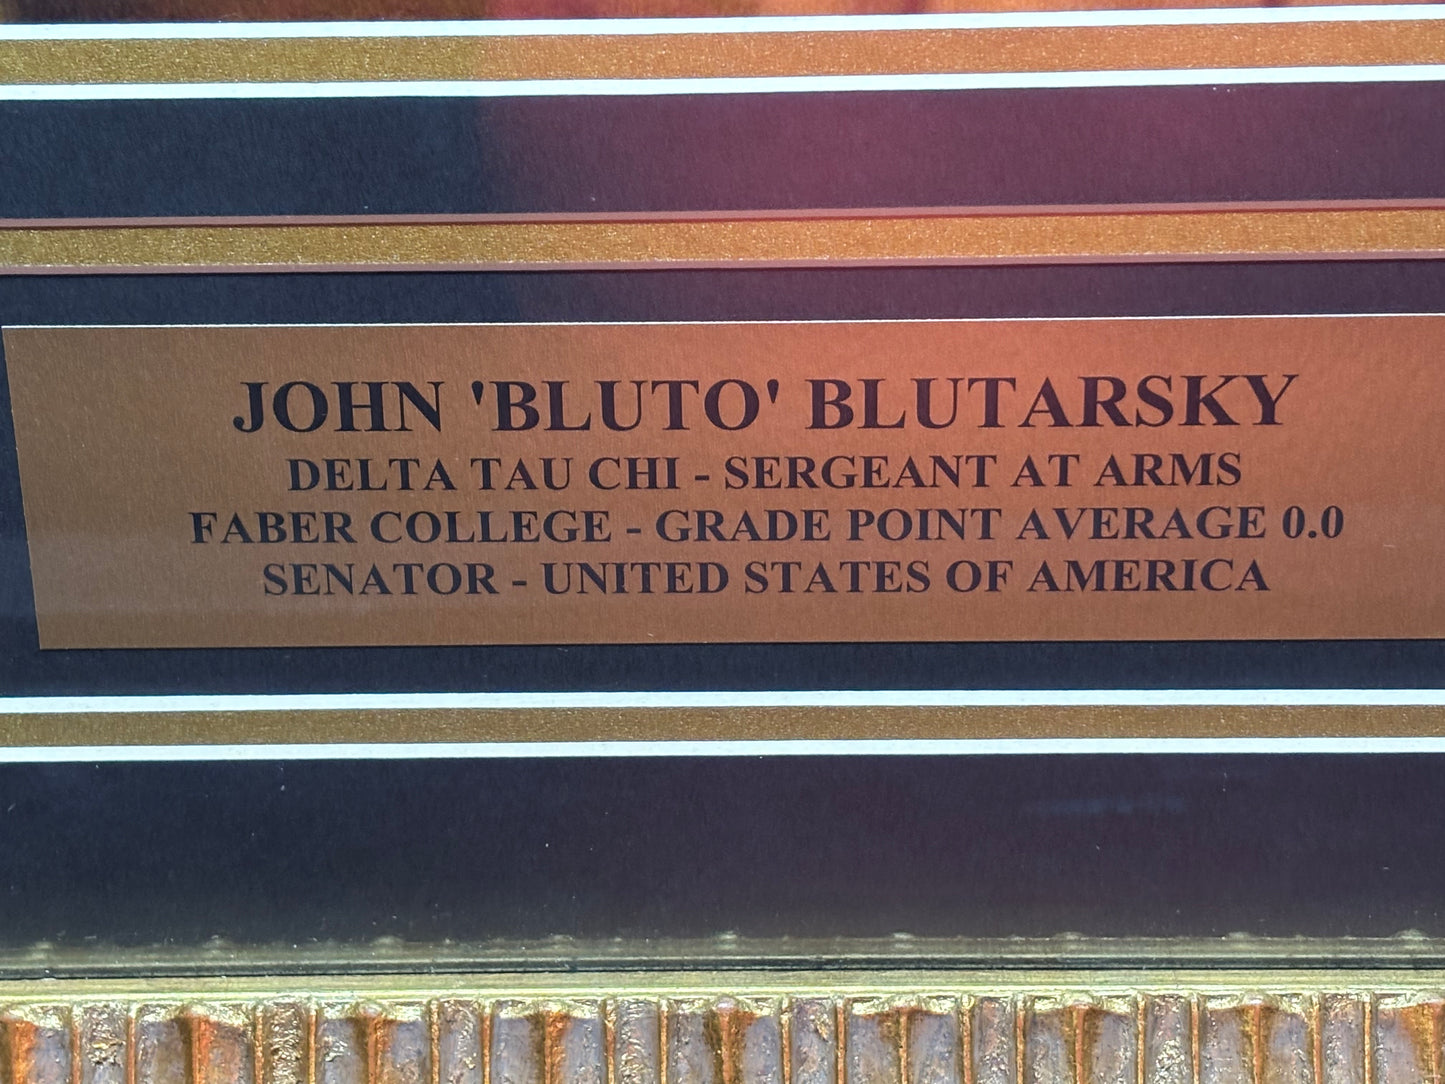 JOHN 'BLUTO' BLUTARSKY
DELTA TAU CHI - SERGEANT AT ARMS
FABER COLLEGE - GRADE POINT AVERAGE 0.0
SENATOR - UNITED STATES OF AMERICA